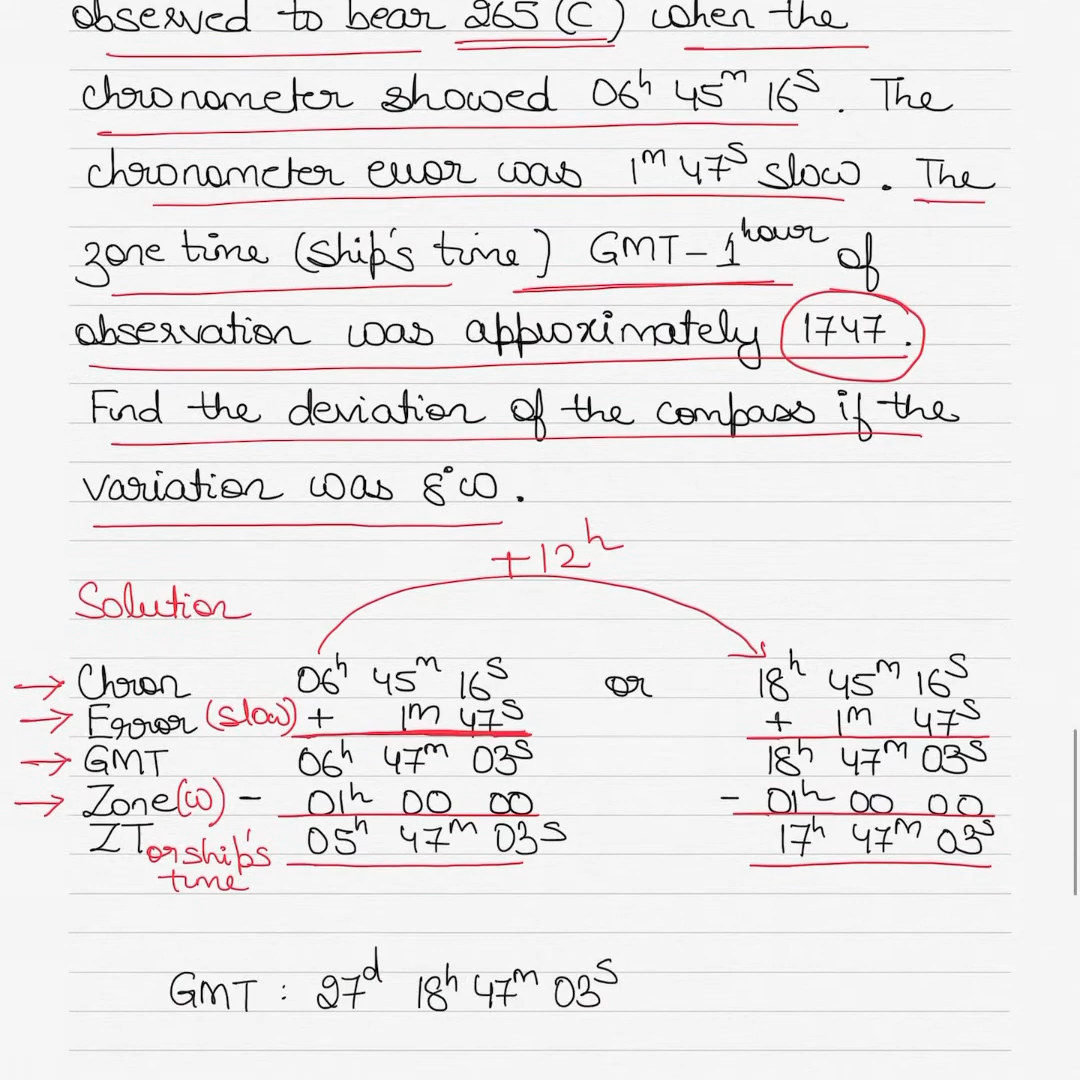 observed to bear 265 (C) when the
chronometer showed 06h 45m 16s. The
chronometer error was 1m 47s slow. The
zone time (ship's time) GMT-1hour of
observation was approximately 1747.
Find the deviation of the compass if the
variation was 8°W.
+12h
Solution
Chron 06h 45m 16s or 18h 45m 16s
Error (slow) + 1m 47s + 1m 47s
GMT 06h 47m 03s 18h 47m 03s
Zone(W) - 01h 00 00 - 01h 00 00
ZT or ship's time 05h 47m 03s 17h 47m 03s
GMT : 27d 18h 47m 03s